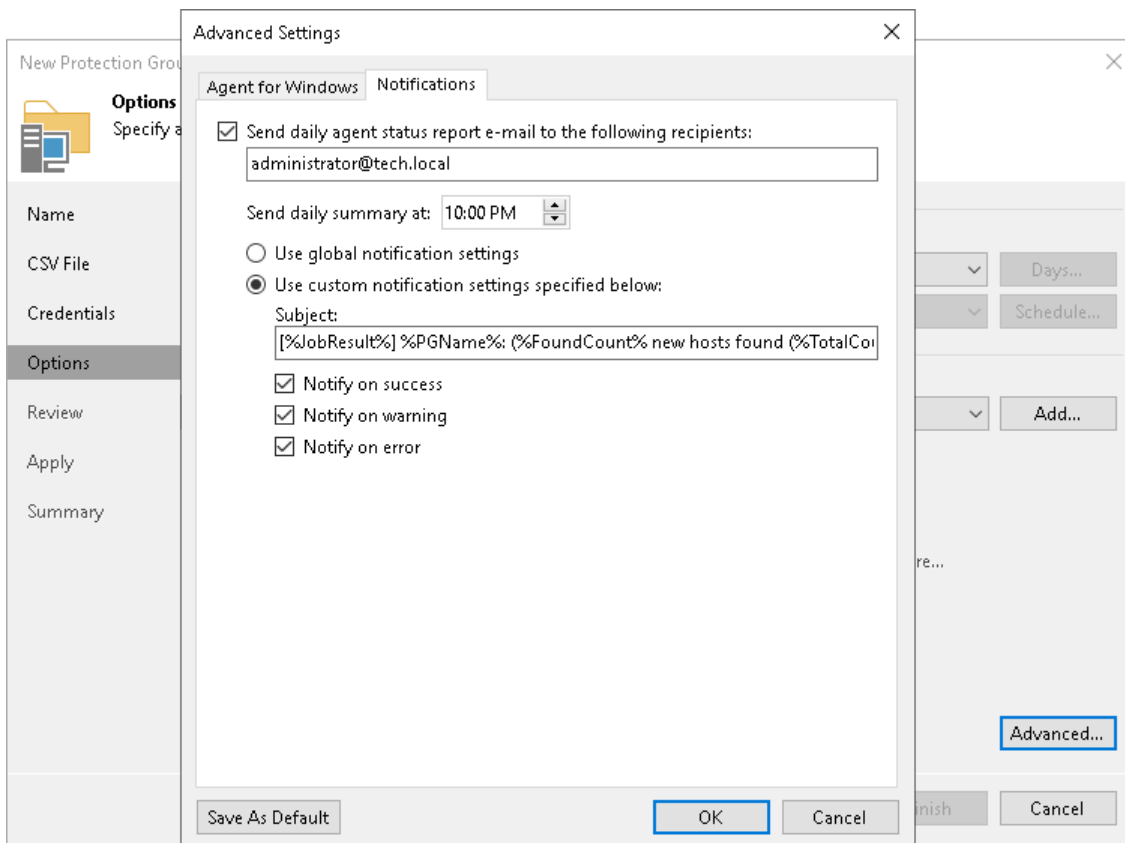 Advanced Settings
New Protection Grou
Options
Specify a
Agent for Windows
Notifications
Send daily agent status report e-mail to the following recipients:
administrator@tech.local
Send daily summary at: 10:00 PM
Use global notification settings
Use custom notification settings specified below:
Subject:
[%JobResult%] %PGName%: (%FoundCount% new hosts found (%TotalCou
Notify on success
Notify on warning
Notify on error
Name
CSV File
Credentials
Options
Review
Apply
Summary
Days...
Schedule...
Add...
re...
Advanced...
Save As Default
OK
Cancel
inish
Cancel